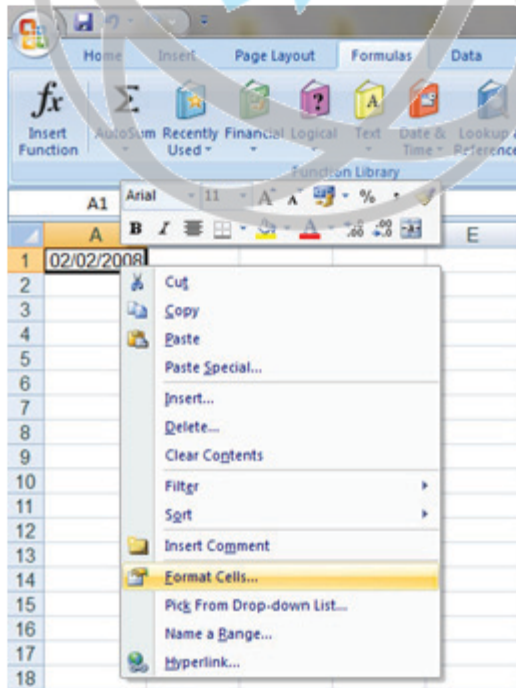 Home Insert Page Layout Formulas Data
fx Σ ? A
Insert Function AutoSum Recently Used Financial Logical Text Date & Time Lookup & Reference
Function Library
A1
Arial 11 A A % ,
B I A .00 .0
A E
1 02/02/2008
2 Cut
3 Copy
4 Paste
5 Paste Special...
6 Insert...
7 Delete...
8
9 Clear Contents
10 Filter
11 Sort
12 Insert Comment
13
14 Format Cells...
15 Pick From Drop-down List...
16 Name a Range...
17 Hyperlink...
18